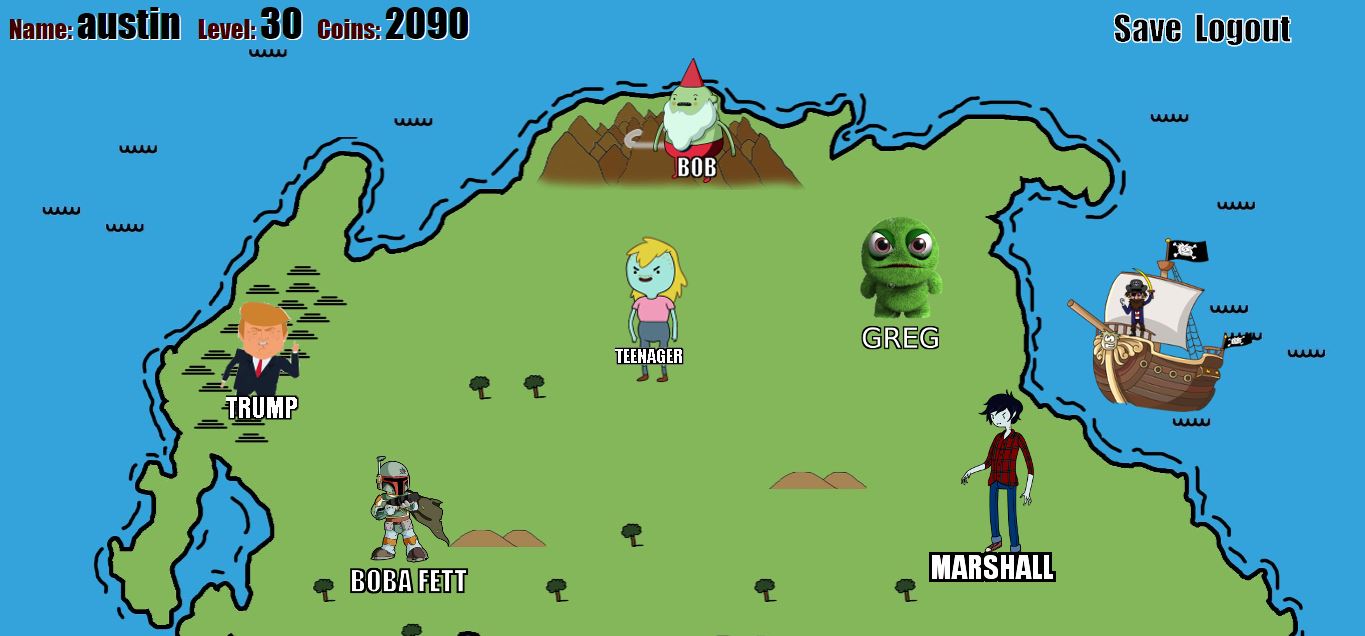 Name: austin Level: 30 Coins: 2090
Save Logout
BOB
GREG
TEENAGER
TRUMP
MARSHALL
BOBA FETT